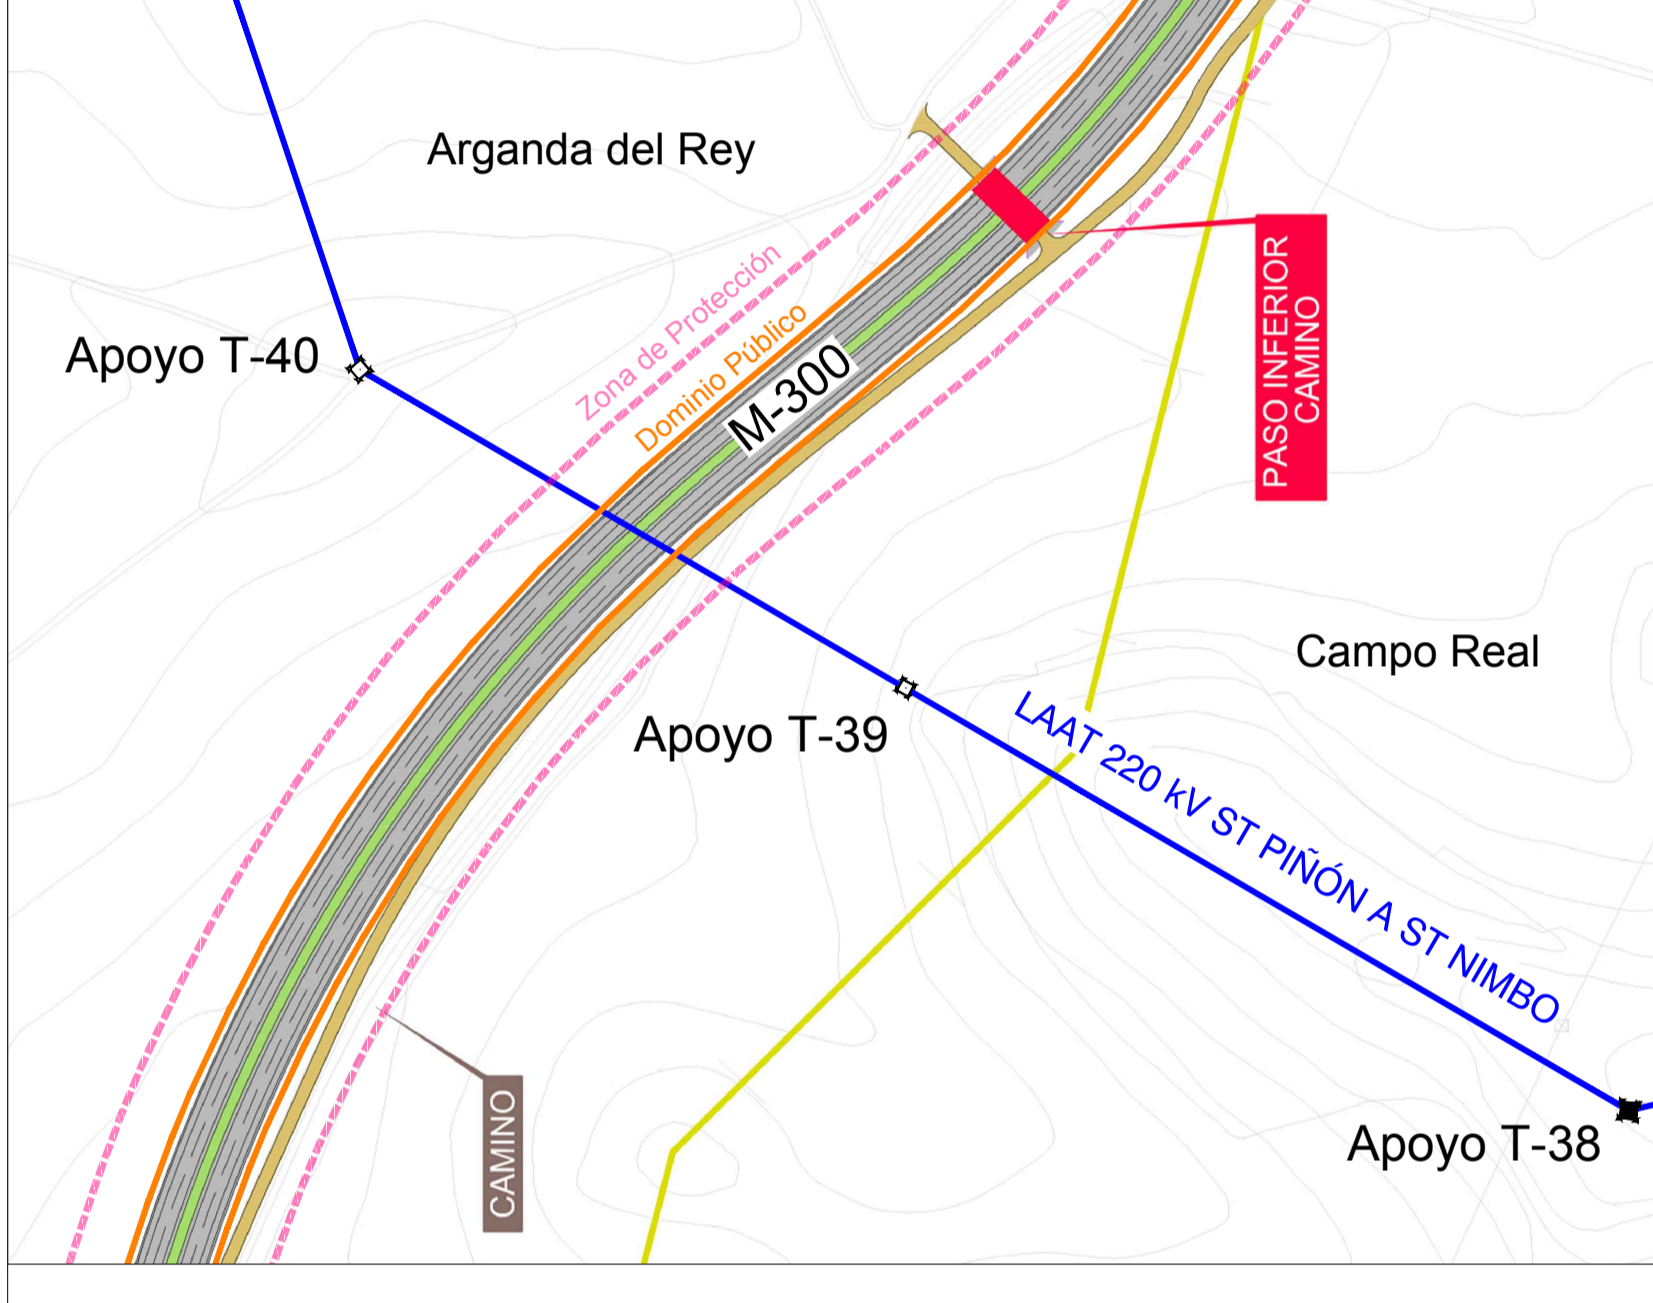 Arganda del Rey
PASO INFERIOR
CAMINO
Zona de Protección
Dominio Público
Apoyo T-40
M-300
Campo Real
Apoyo T-39
LAAT 220 kV ST PIÑÓN A ST NIMBO
CAMINO
Apoyo T-38